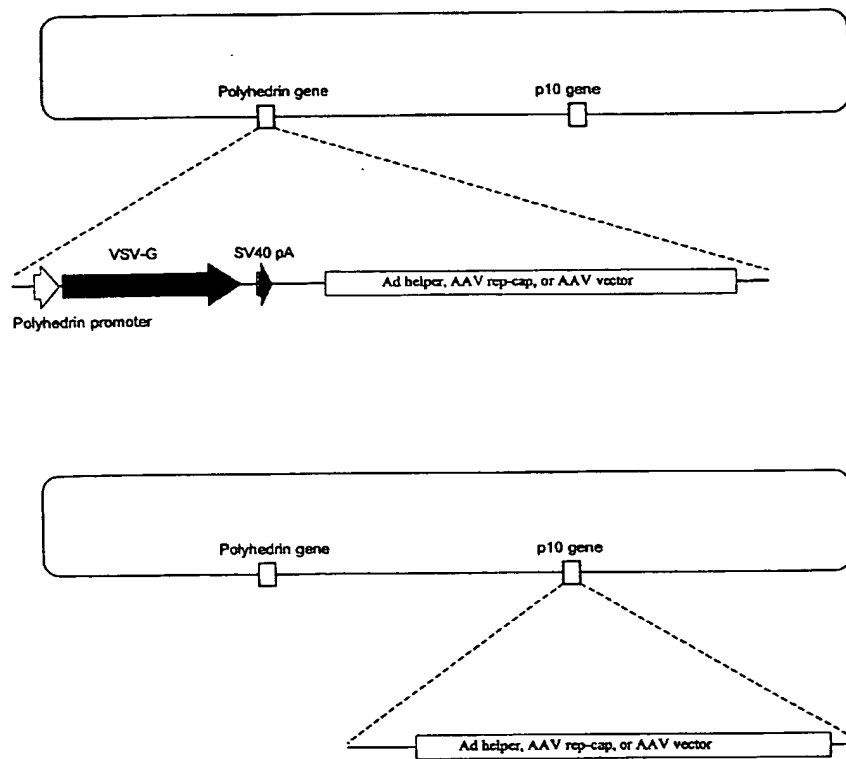 Polyhedrin gene
p10 gene
VSV-G
SV40 pA
Ad helper, AAV rep-cap, or AAV vector
Polyhedrin promoter
Polyhedrin gene
p10 gene
Ad helper, AAV rep-cap, or AAV vector